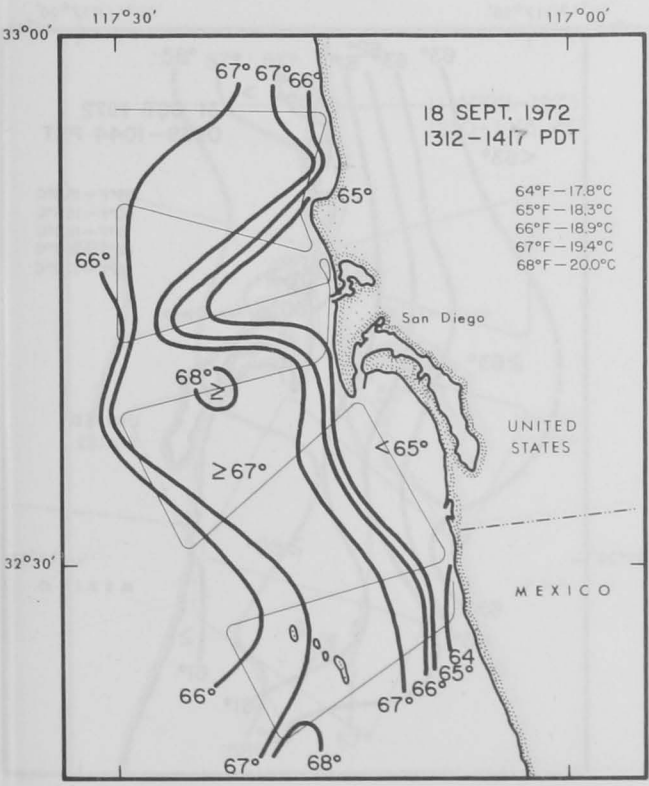 117°30' 117°00'
33°00'
67° 67° 66°
18 SEPT. 1972
1312-1417 PDT
64°F-17.8°C
65°F-18.3°C
66°F-18.9°C
67°F-19.4°C
68°F-20.0°C
65°
66°
San Diego
68°
≥
UNITED
STATES
<65°
≥67°
32°30'
MEXICO
64
65°
66°
67°
66°
67°
68°